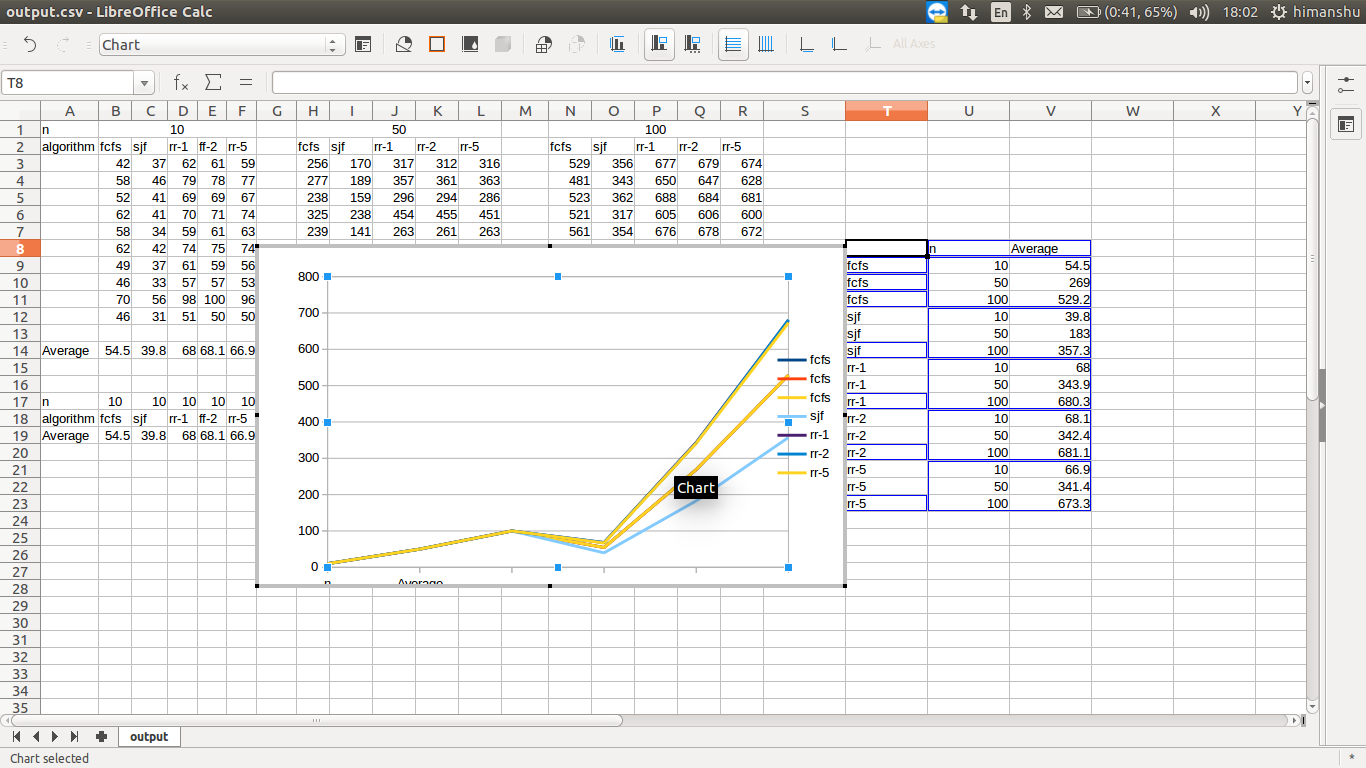 output.csv - LibreOffice Calc En (0:41, 65%) 18:02 himanshu
Chart All Axes
T8 fx Σ =
A B C D E F G H I J K L M N O P Q R S T U V W X Y
1 n 10 50 100
2 algorithm fcfs sjf rr-1 ff-2 rr-5 fcfs sjf rr-1 rr-2 rr-5 fcfs sjf rr-1 rr-2 rr-5
3 42 37 62 61 59 256 170 317 312 316 529 356 677 679 674
4 58 46 79 78 77 277 189 357 361 363 481 343 650 647 628
5 52 41 69 69 67 238 159 296 294 286 523 362 688 684 681
6 62 41 70 71 74 325 238 454 455 451 521 317 605 606 600
7 58 34 59 61 63 239 141 263 261 263 561 354 676 678 672
8 62 42 74 75 74 n Average
9 49 37 61 59 56 fcfs 10 54.5
10 46 33 57 57 53 fcfs 50 269
11 70 56 98 100 96 fcfs 100 529.2
12 46 31 51 50 50 sjf 10 39.8
13 sjf 50 183
14 Average 54.5 39.8 68 68.1 66.9 sjf 100 357.3
15 rr-1 10 68
16 rr-1 50 343.9
17 n 10 10 10 10 10 rr-1 100 680.3
18 algorithm fcfs sjf rr-1 ff-2 rr-5 rr-2 10 68.1
19 Average 54.5 39.8 68 68.1 66.9 rr-2 50 342.4
20 rr-2 100 681.1
21 rr-5 10 66.9
22 rr-5 50 341.4
23 rr-5 100 673.3
24
25
26
27
28
29
30
31
32
33
34
35
800
700
600
500
400
300
200
100
0
n Average
fcfs
fcfs
fcfs
sjf
rr-1
rr-2
rr-5
Chart
output
Chart selected *